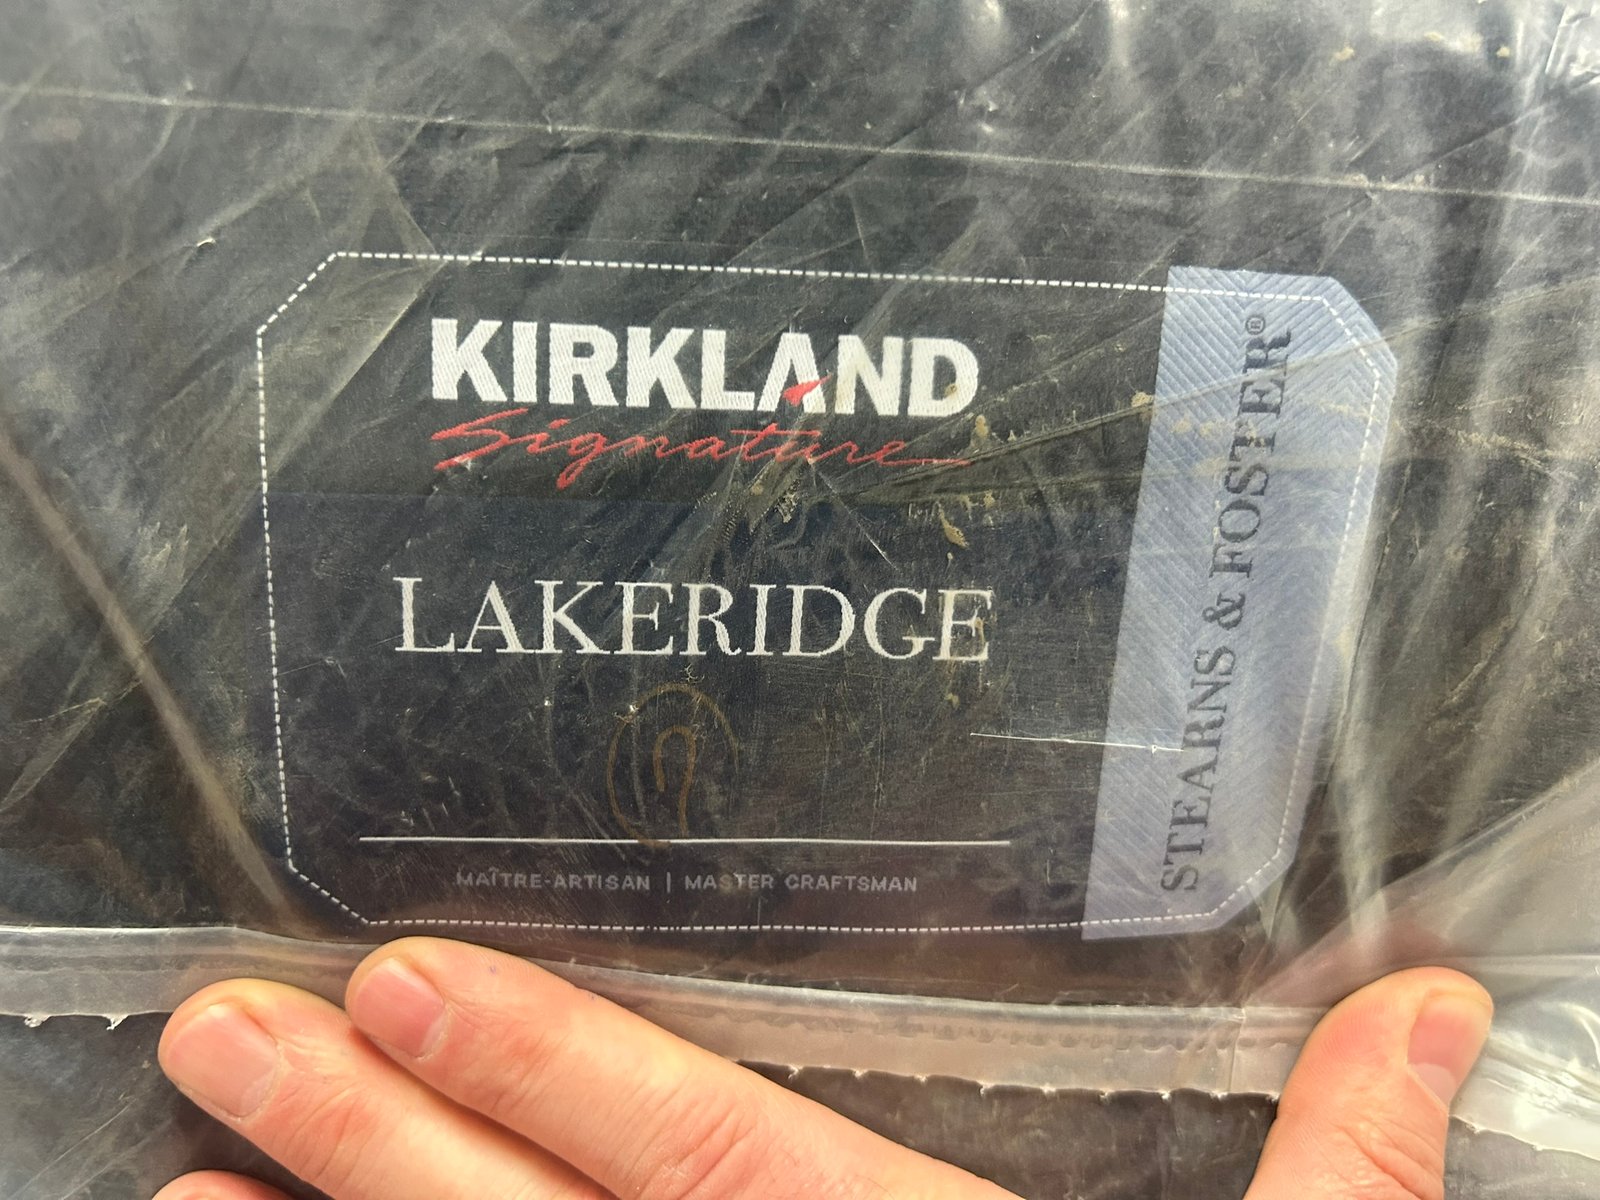 KIRKLAND
Signature
LAKERIDGE
MAÎTRE-ARTISAN | MASTER CRAFTSMAN
STEARNS & FOSTER®